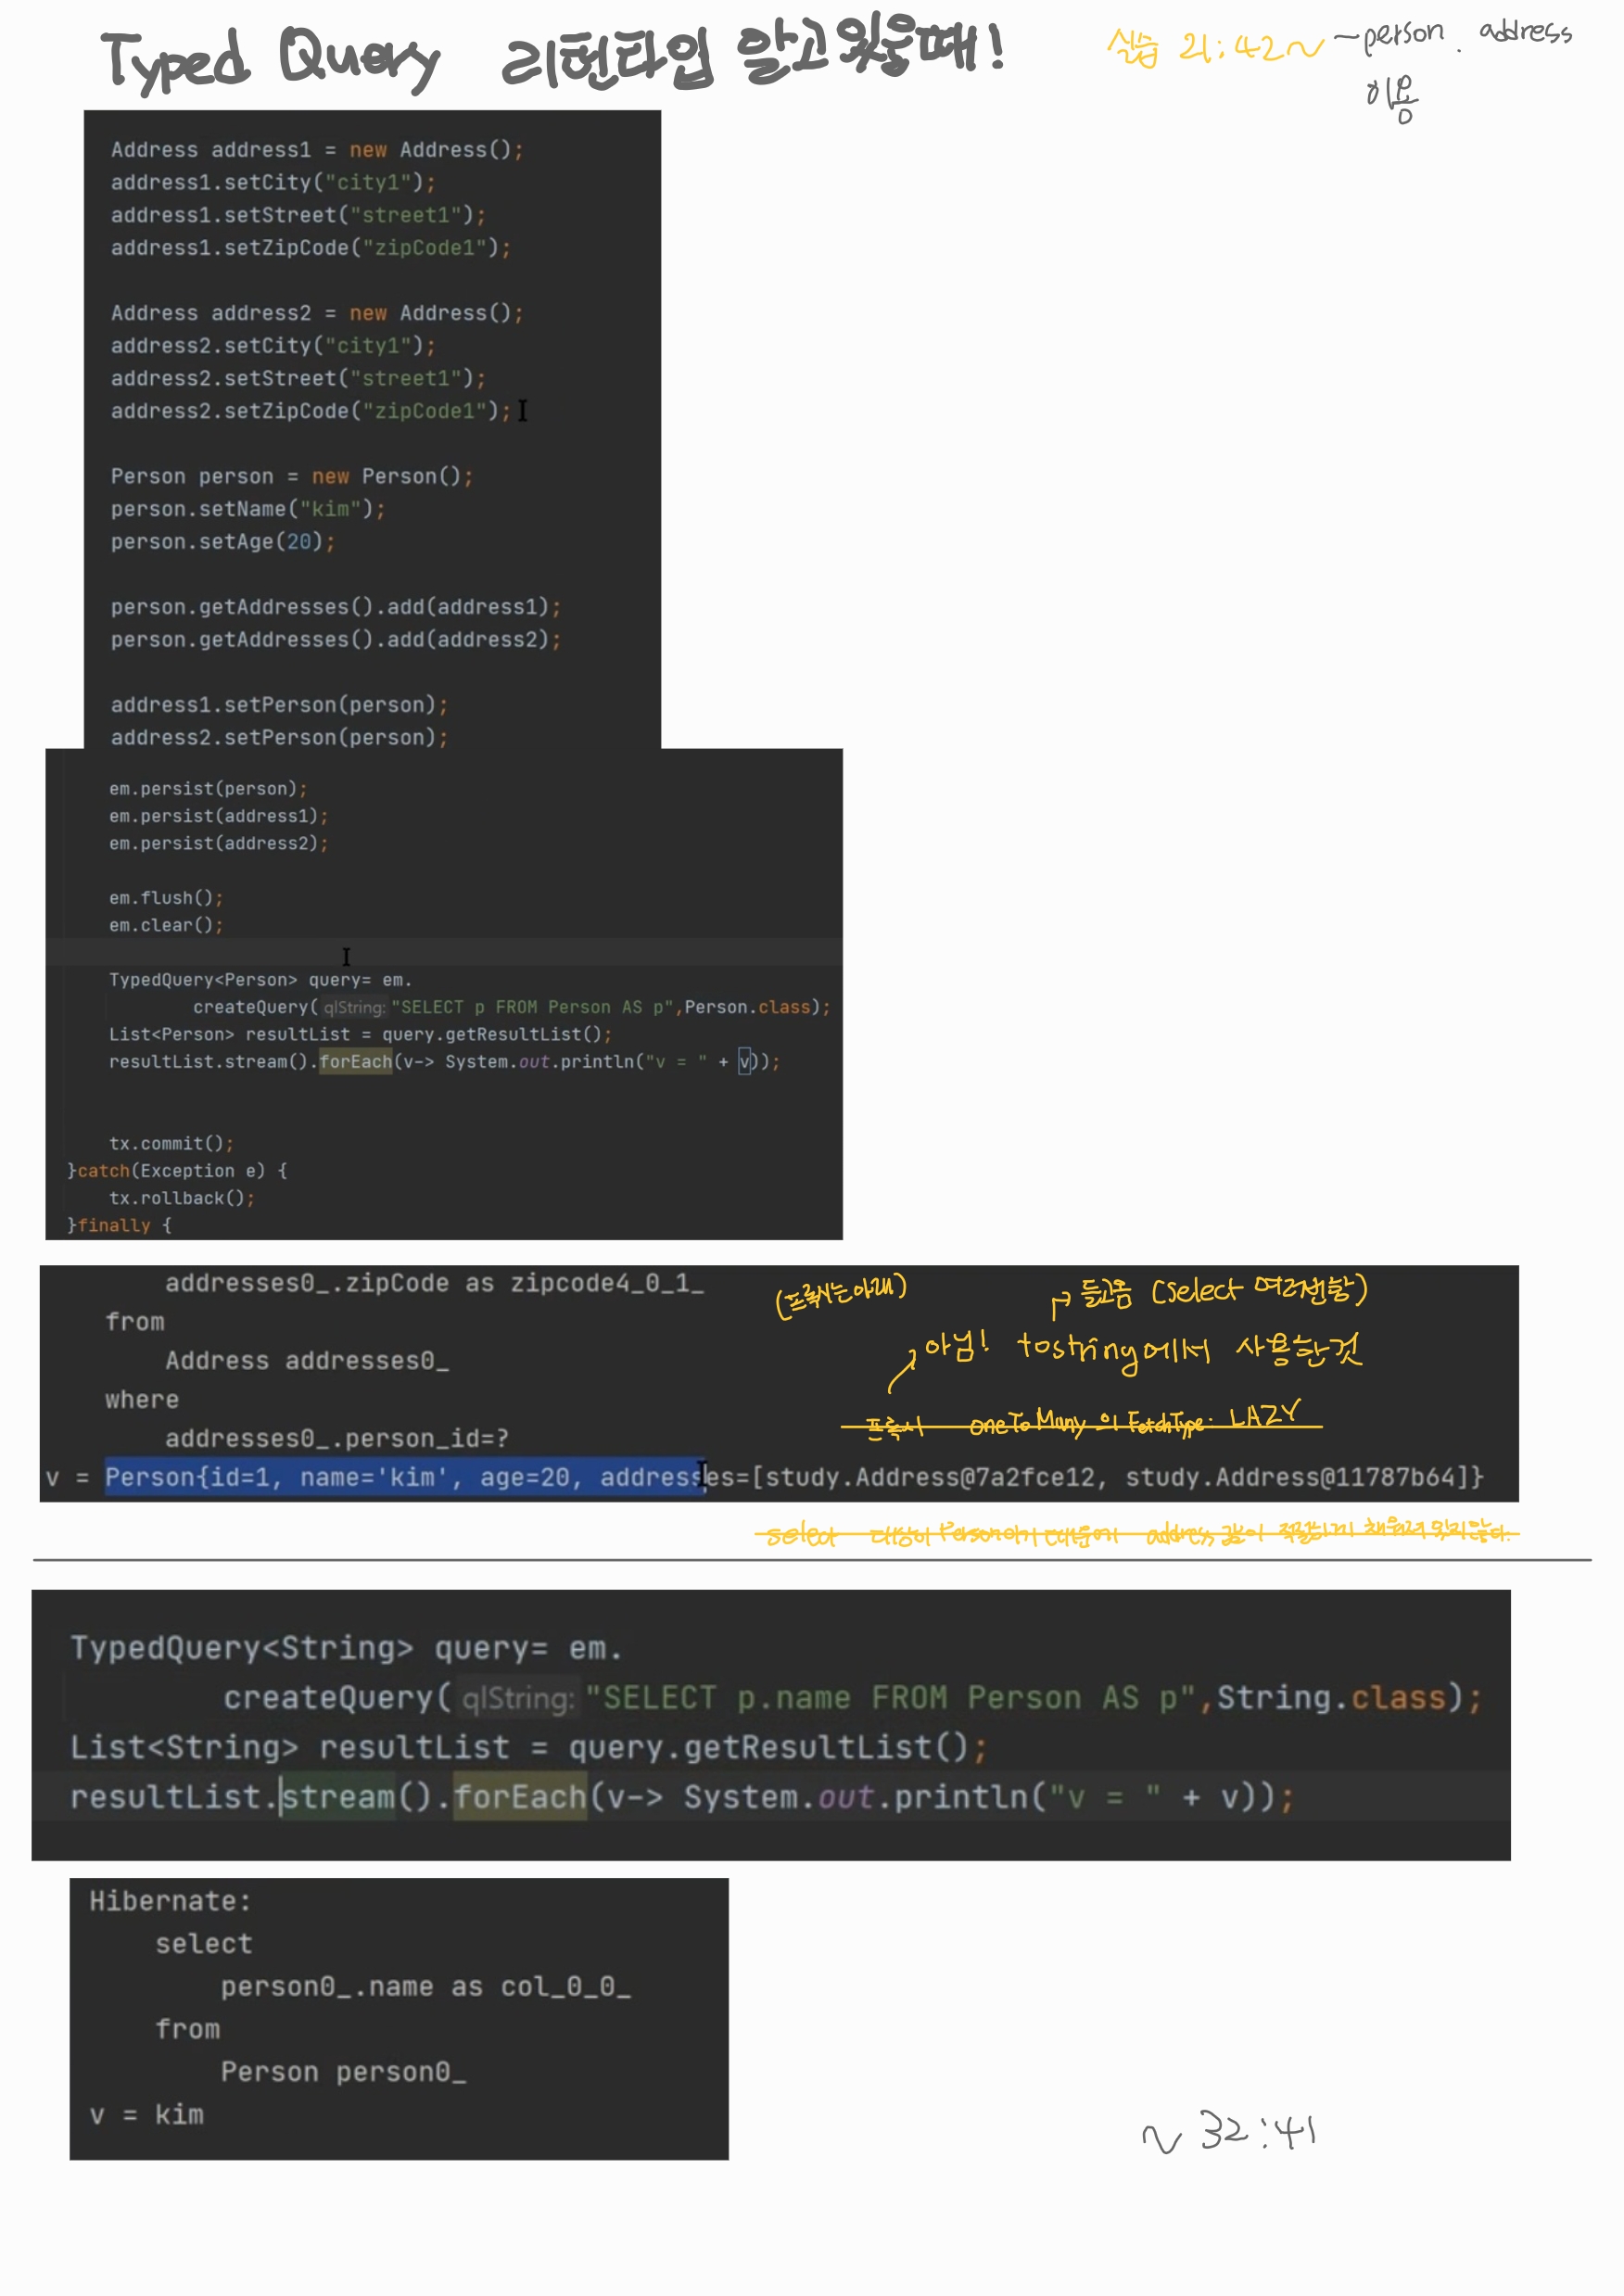 Typed Query 리턴타입 알고있을때!
실습 21:42~ ~person. address
이용
Address address1 = new Address();
address1.setCity("city1");
address1.setStreet("street1");
address1.setZipCode("zipCode1");
Address address2 = new Address();
address2.setCity("city1");
address2.setStreet("street1");
address2.setZipCode("zipCode1");
Person person = new Person();
person.setName("kim");
person.setAge(20);
person.getAddresses().add(address1);
person.getAddresses().add(address2);
address1.setPerson(person);
address2.setPerson(person);
em.persist(person);
em.persist(address1);
em.persist(address2);
em.flush();
em.clear();
TypedQuery<Person> query= em.
createQuery( qlString: "SELECT p FROM Person AS p",Person.class);
List<Person> resultList = query.getResultList();
resultList.stream().forEach(v-> System.out.println("v = " + v));
tx.commit();
}catch(Exception e) {
tx.rollback();
}finally {
addresses0_.zipCode as zipcode4_0_1_
(프록시는아래)
→ 들고옴 (select 여러번함)
from
아님! tostring에서 사용한것
Address addresses0_
where
프록시 oneToMany 의 FetchType. LAZY
addresses0_.person_id=?
v = Person{id=1, name='kim', age=20, addresses=[study.Address@7a2fce12, study.Address@11787b64]}
select 대상이 Person이기 때문에 address 값이 적절하게 채워져 있지않다.
TypedQuery<String> query= em.
createQuery( qlString: "SELECT p.name FROM Person AS p",String.class);
List<String> resultList = query.getResultList();
resultList.stream().forEach(v-> System.out.println("v = " + v));
Hibernate:
select
person0_.name as col_0_0_
from
Person person0_
v = kim
~ 32:41